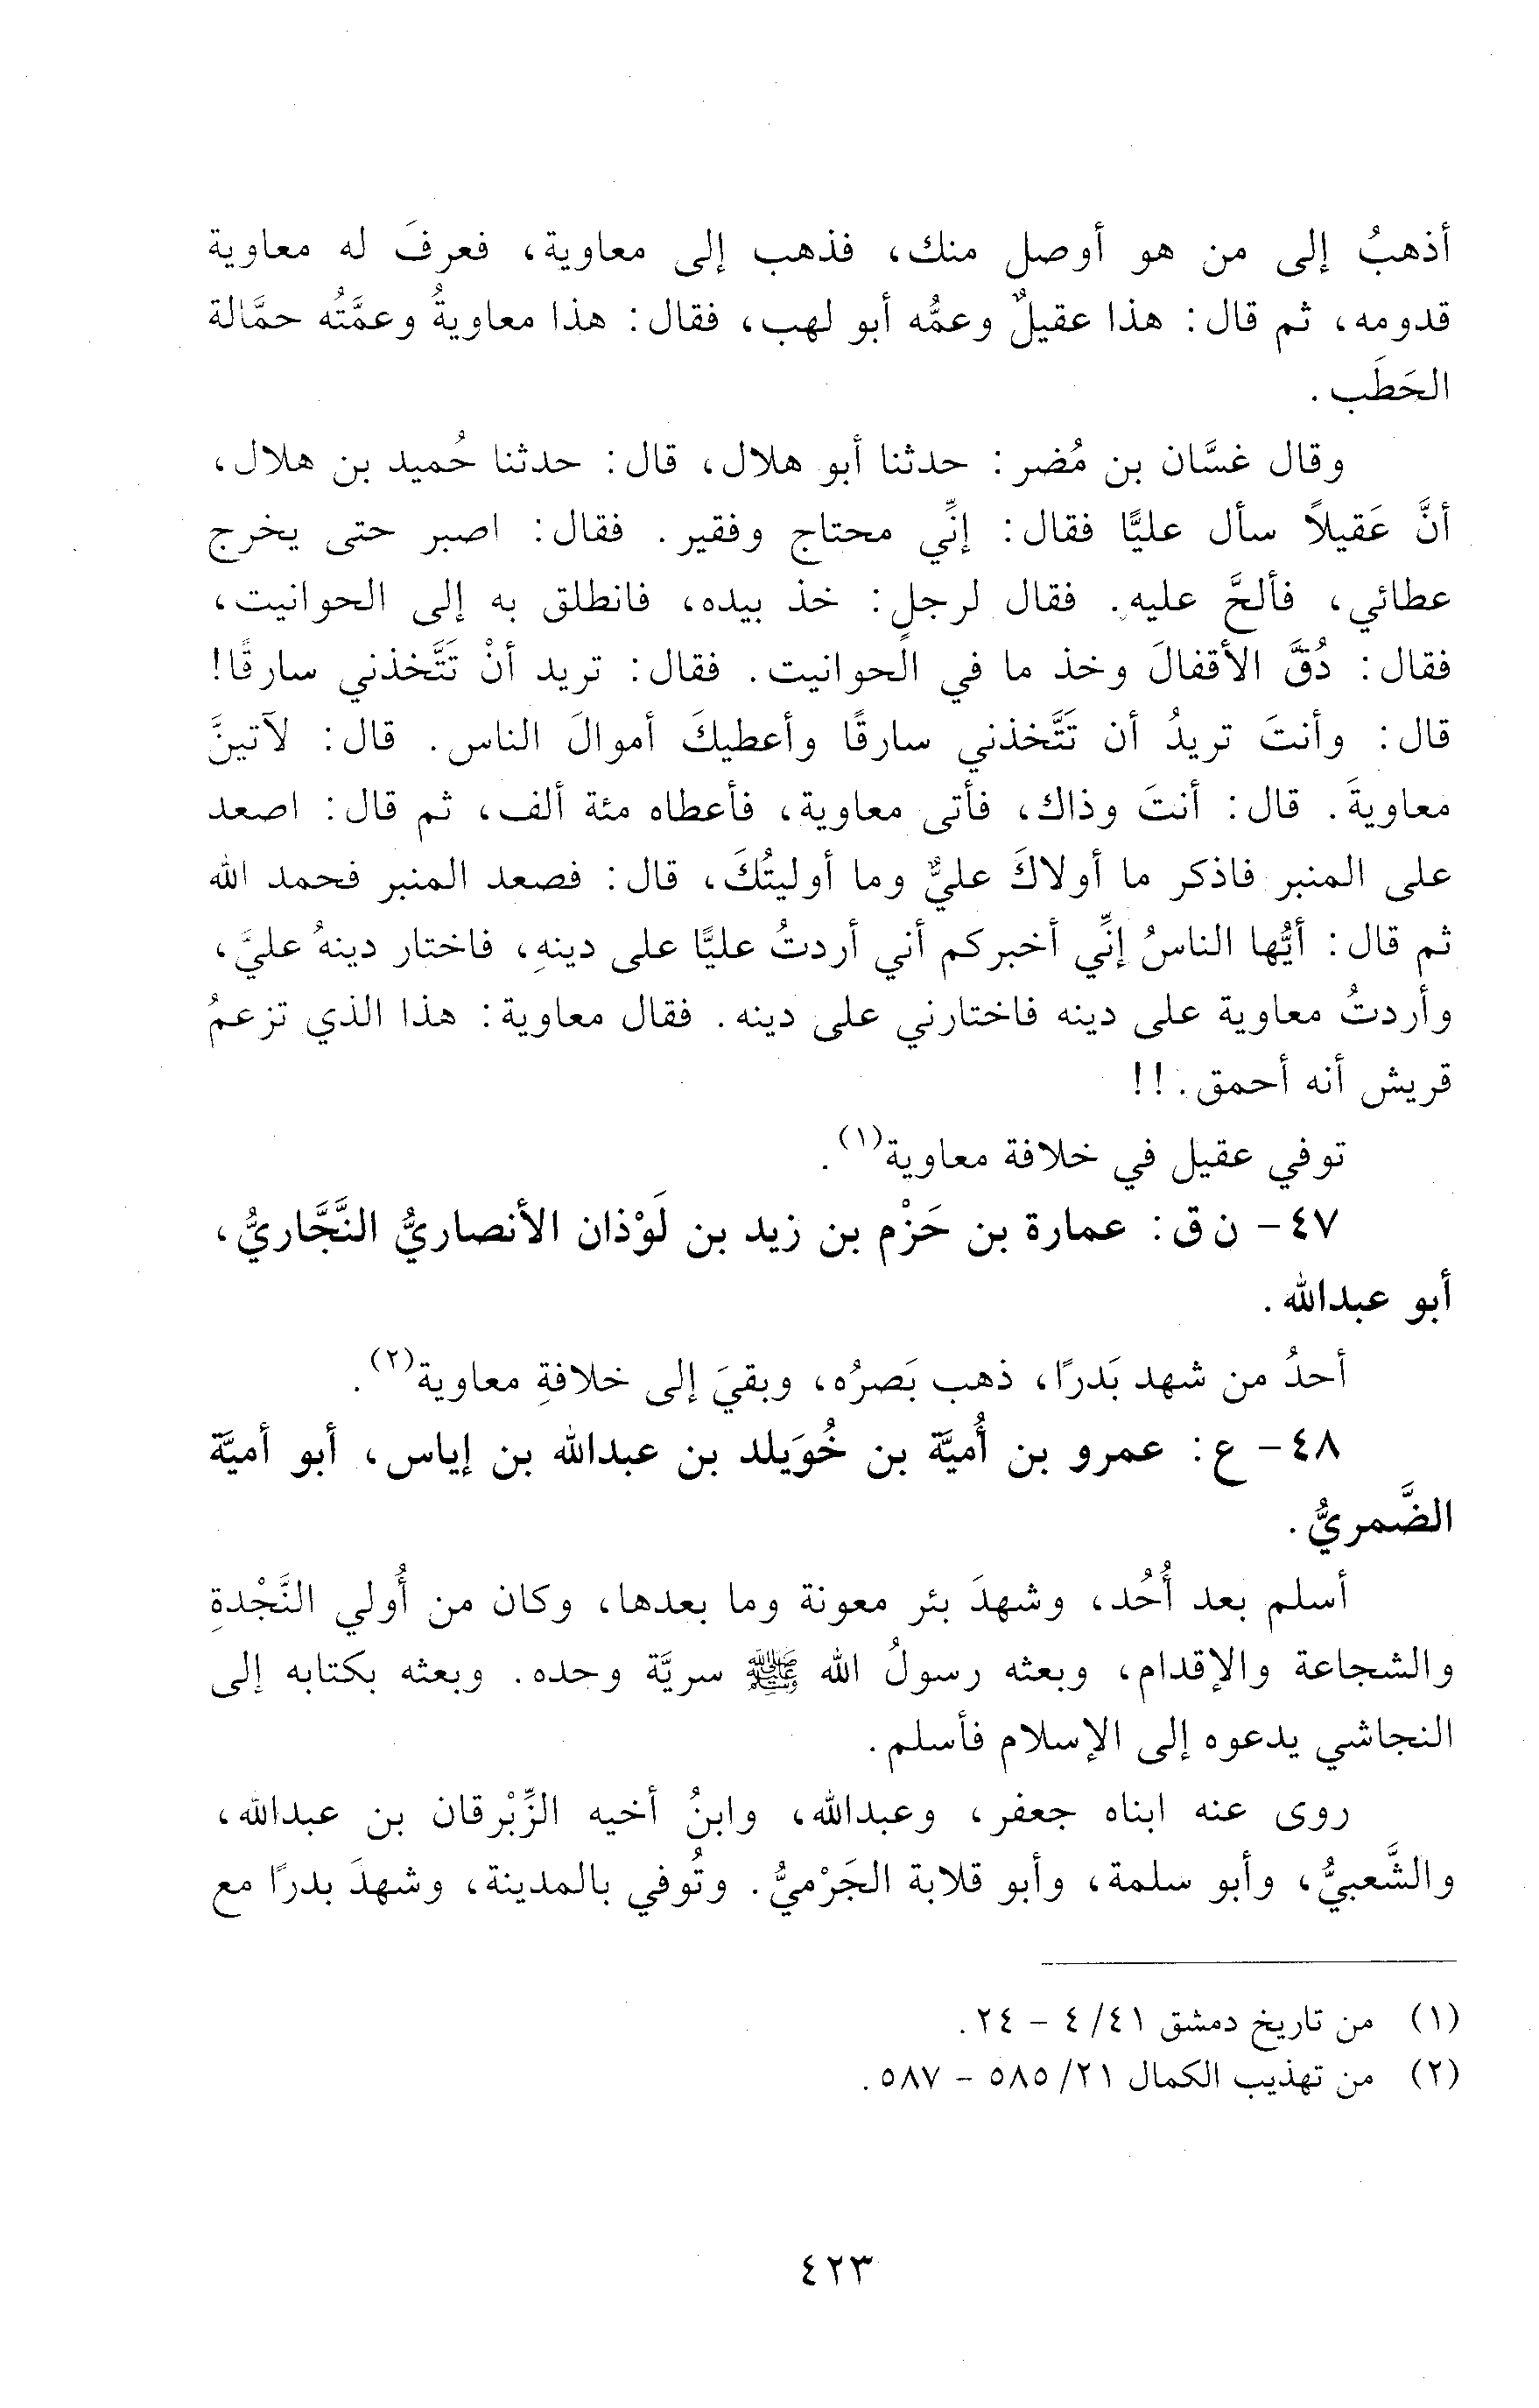 أذهبُ إلى من هو أوصل منك، فذهب إلى معاوية، فعرفَ له معاوية
قدومه، ثم قال: هذا عقيلٌ وعمُّه أبو لهب، فقال: هذا معاويةُ وعمَّتُه حمَّالة
الحَطَب.
وقال غسَّان بن مُضر: حدثنا أبو هلال، قال: حدثنا حُميد بن هلال،
أنَّ عَقيلاً سأل عليًّا فقال: إنِّي محتاج وفقير. فقال: اصبر حتى يخرج
عطائي، فألحَّ عليه. فقال لرجل: خذ بيده، فانطلق به إلى الحوانيت،
فقال: دُقَّ الأقفالَ وخذ ما في الحوانيت. فقال: تريد أنْ تَتَّخذني سارقًا!
قال: وأنتَ تريدُ أن تَتَّخذني سارقًا وأعطيكَ أموالَ الناس. قال: لآتينَّ
معاويةَ. قال: أنتَ وذاك، فأتى معاوية، فأعطاه مئة ألف، ثم قال: اصعد
على المنبر فاذكر ما أولاكَ عليٌّ وما أوليتُكَ، قال: فصعد المنبر فحمد الله
ثم قال: أيُّها الناسُ إنِّي أخبركم أني أردتُ عليًّا على دينهِ، فاختار دينهُ عليَّ،
وأردتُ معاوية على دينه فاختارني على دينه. فقال معاوية: هذا الذي تزعمُ
قريش أنه أحمق.!!
توفي عقيل في خلافة معاوية(١).
٤٧- ن ق: عمارة بن حَزْم بن زيد بن لَوْذان الأنصاريُّ النَّجَّاريُّ،
أبو عبدالله.
أحدُ من شهد بَدرًا، ذهب بَصرُه، وبقيَ إلى خلافةِ معاوية(٢).
٤٨- ع: عمرو بن أُميَّة بن خُوَيلد بن عبدالله بن إياس، أبو أميَّة
الضَّمريُّ.
أسلم بعد أُحُد، وشهدَ بئر معونة وما بعدها، وكان من أُولي النَّجْدةِ
والشجاعة والإقدام، وبعثه رسولُ الله ﷺ سريَّة وحده. وبعثه بكتابه إلى
النجاشي يدعوه إلى الإسلام فأسلم.
روى عنه ابناه جعفر، وعبدالله، وابنُ أخيه الزِّبْرقان بن عبدالله،
والشَّعبيُّ، وأبو سلمة، وأبو قلابة الجَرْميُّ. وتُوفي بالمدينة، وشهدَ بدرًا مع
(١) من تاريخ دمشق ٤١/ ٤ - ٢٤.
(٢) من تهذيب الكمال ٢١/ ٥٨٥ - ٥٨٧.
٤٢٣